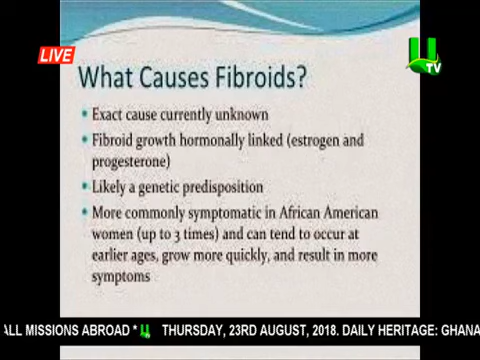 LIVE
U
TV
What Causes Fibroids?
• Exact cause currently unknown
• Fibroid growth hormonally linked (estrogen and
progesterone)
• Likely a genetic predisposition
• More commonly symptomatic in African American
women (up to 3 times) and can tend to occur at
earlier ages, grow more quickly, and result in more
symptoms
ALL MISSIONS ABROAD * U THURSDAY, 23RD AUGUST, 2018. DAILY HERITAGE: GHANA